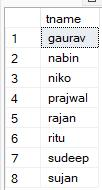 tname
1 gaurav
2 nabin
3 niko
4 prajwal
5 rajan
6 ritu
7 sudeep
8 sujan